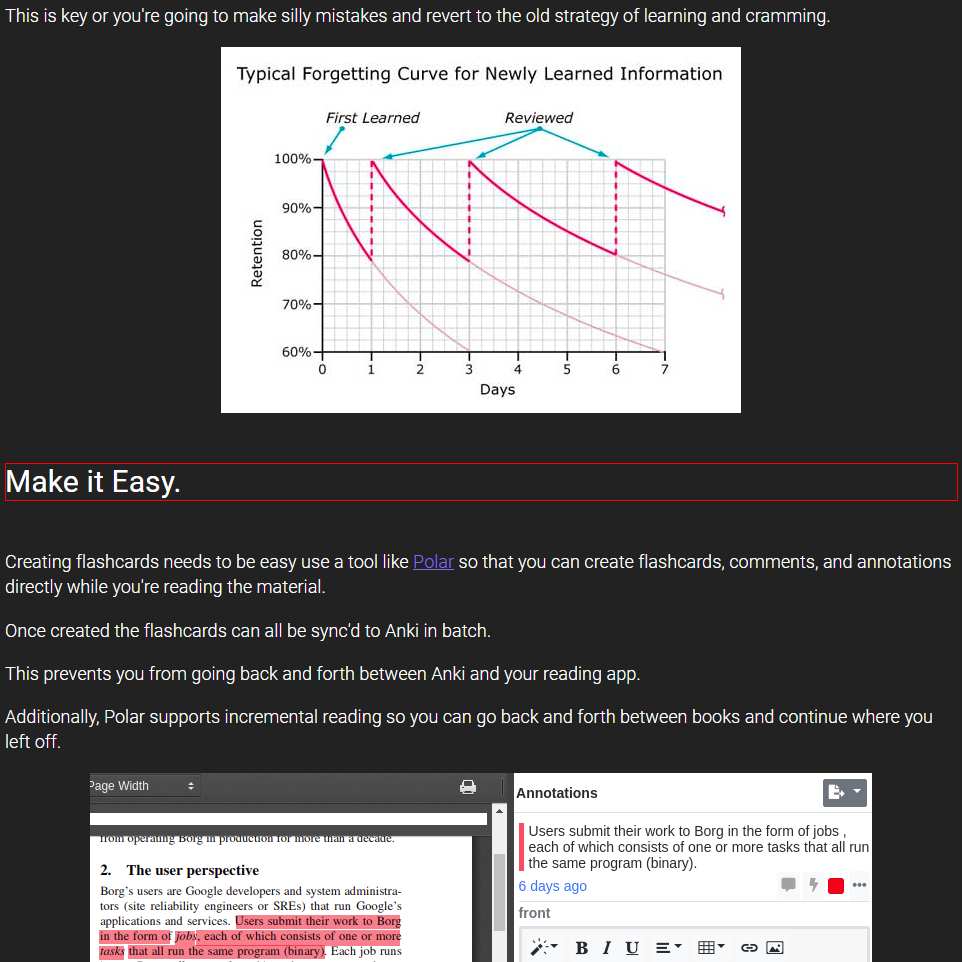 This is key or you're going to make silly mistakes and revert to the old strategy of learning and cramming.
Typical Forgetting Curve for Newly Learned Information
First Learned
Reviewed
100%
90%
80%
70%
60%
Retention
0 1 2 3 4 5 6 7
Days
Make it Easy.
Creating flashcards needs to be easy use a tool like Polar so that you can create flashcards, comments, and annotations
directly while you're reading the material.
Once created the flashcards can all be sync'd to Anki in batch.
This prevents you from going back and forth between Anki and your reading app.
Additionally, Polar supports incremental reading so you can go back and forth between books and continue where you
left off.
Page Width
from operating Borg in production for more than a decade.
2. The user perspective
Borg's users are Google developers and system administra-
tors (site reliability engineers or SREs) that run Google's
applications and services. Users submit their work to Borg
in the form of jobs, each of which consists of one or more
tasks that all run the same program (binary). Each job runs
Annotations
Users submit their work to Borg in the form of jobs ,
each of which consists of one or more tasks that all run
the same program (binary).
6 days ago
front
B I U